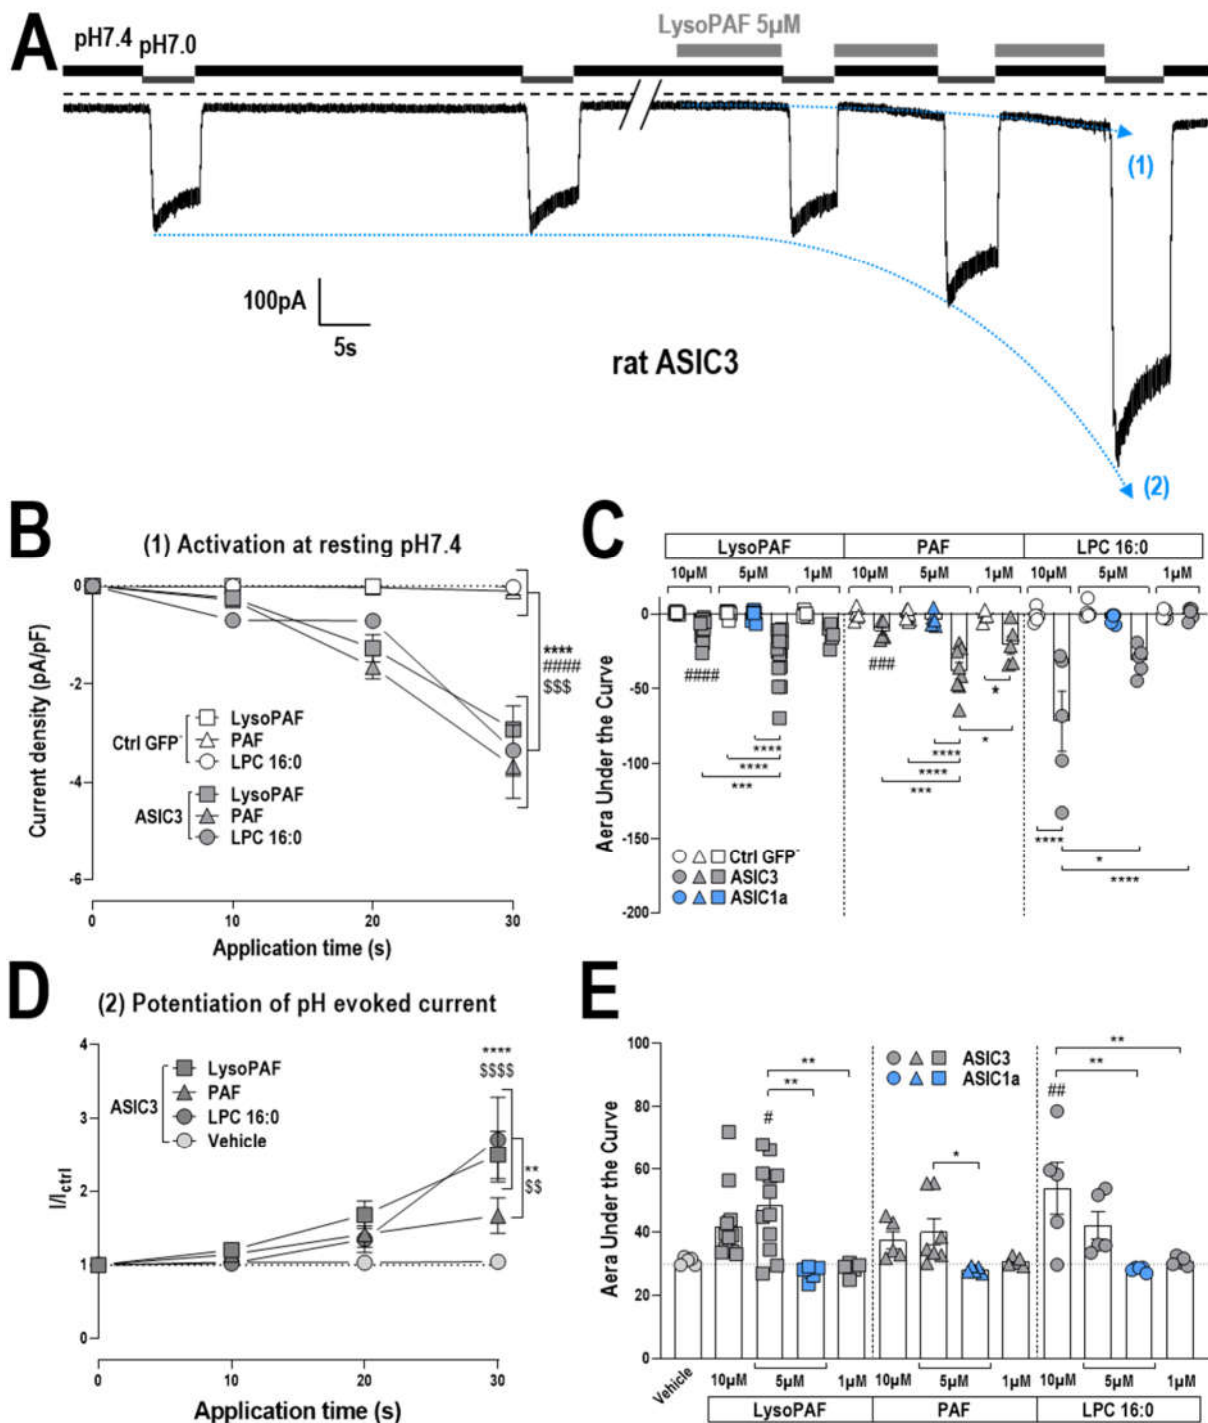 A
LysoPAF 5µM
pH7.4
pH7.0
(1)
100pA
5s
rat ASIC3
(2)
B
(1) Activation at resting pH7.4
Current density (pA/pF)
0
-2
-4
-6
Ctrl GFP-
LysoPAF
PAF
LPC 16:0
ASIC3
LysoPAF
PAF
LPC 16:0
****
####
$$$
0 10 20 30
Application time (s)
C
LysoPAF PAF LPC 16:0
10µM 5µM 1µM 10µM 5µM 1µM 10µM 5µM 1µM
Aera Under the Curve
0
-50
-100
-150
-200
#### ###
*
**** *
**** ****
*** ****
***
****
*
****
Ctrl GFP-
ASIC3
ASIC1a
D
(2) Potentiation of pH evoked current
I/Ictrl
4
3
2
1
0
ASIC3
LysoPAF
PAF
LPC 16:0
Vehicle
****
$$$$
**
$$
0 10 20 30
Application time (s)
E
Aera Under the Curve
100
80
60
40
20
0
ASIC3
ASIC1a
**
**
#
*
**
**
##
Vehicle 10µM 5µM 1µM 10µM 5µM 1µM 10µM 5µM 1µM
LysoPAF PAF LPC 16:0